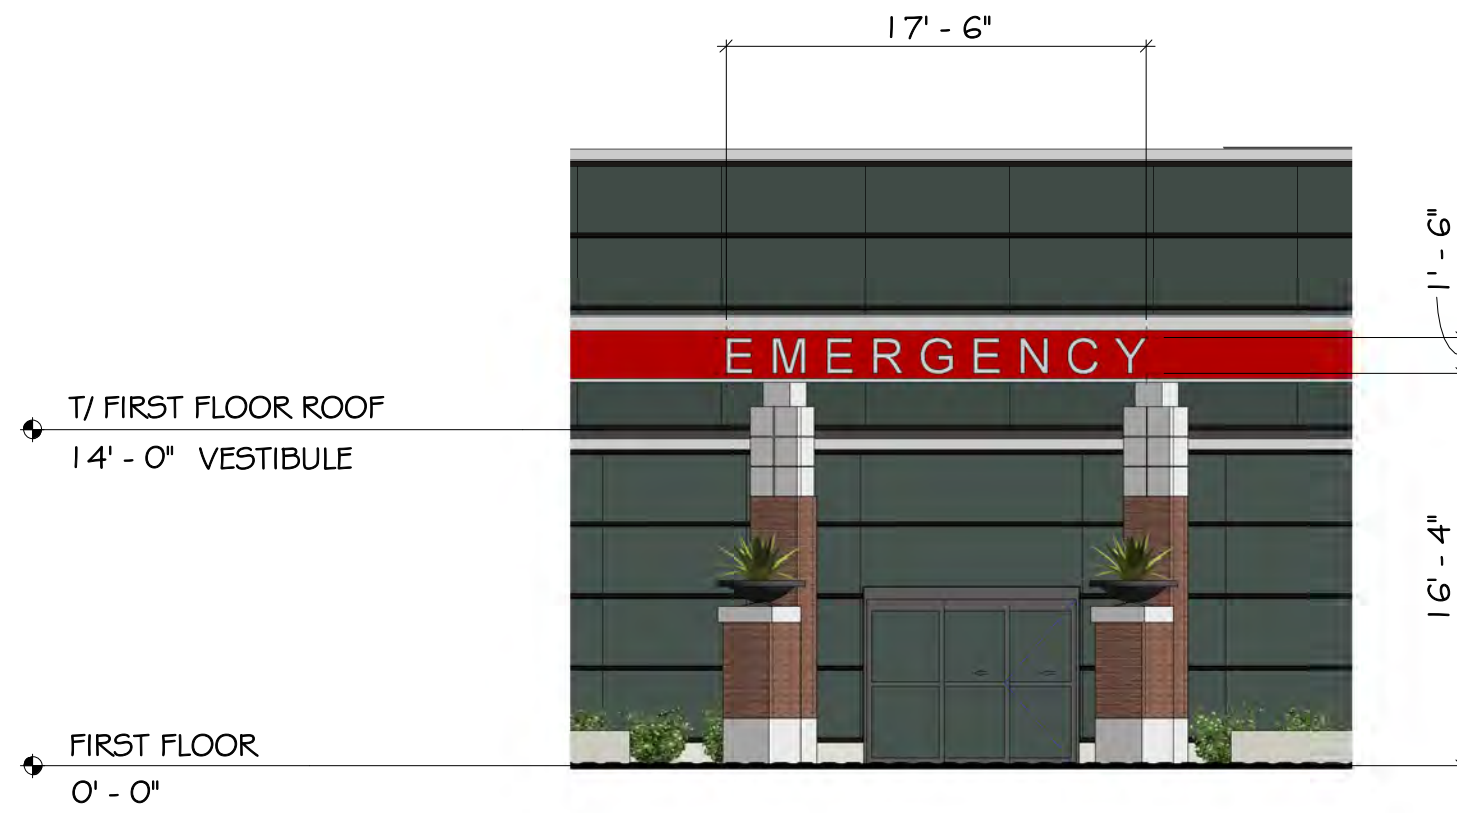 17' - 6"
1' - 6"
EMERGENCY
T/ FIRST FLOOR ROOF
14' - 0" VESTIBULE
16' - 4"
FIRST FLOOR
0' - 0"